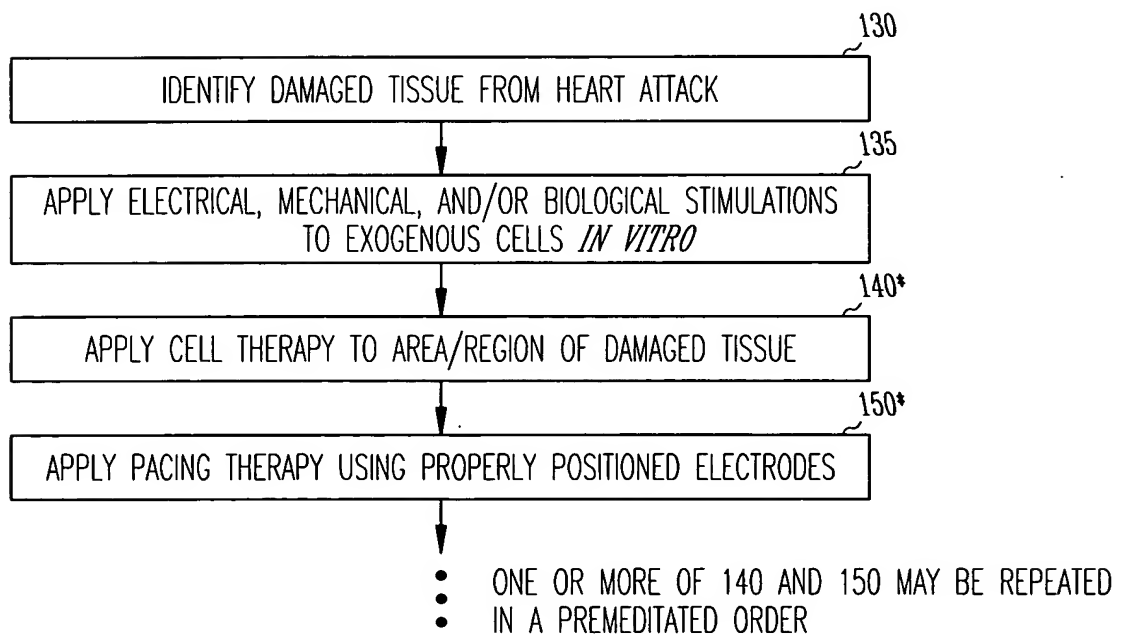 130
IDENTIFY DAMAGED TISSUE FROM HEART ATTACK
135
APPLY ELECTRICAL, MECHANICAL, AND/OR BIOLOGICAL STIMULATIONS
TO EXOGENOUS CELLS IN VITRO
140*
APPLY CELL THERAPY TO AREA/REGION OF DAMAGED TISSUE
150*
APPLY PACING THERAPY USING PROPERLY POSITIONED ELECTRODES
ONE OR MORE OF 140 AND 150 MAY BE REPEATED
IN A PREMEDITATED ORDER